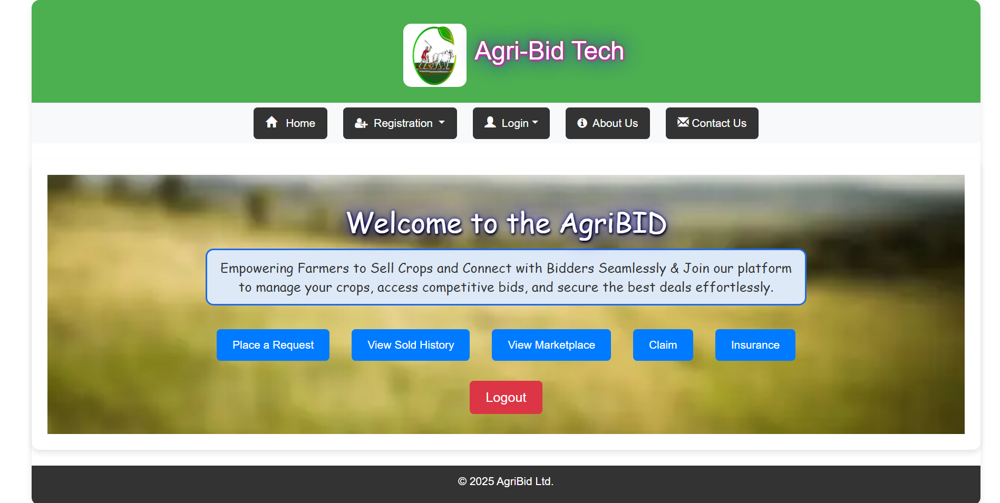 Agri-Bid Tech
Home
Registration
Login
About Us
Contact Us
Welcome to the AgriBID
Empowering Farmers to Sell Crops and Connect with Bidders Seamlessly & Join our platform
to manage your crops, access competitive bids, and secure the best deals effortlessly.
Place a Request
View Sold History
View Marketplace
Claim
Insurance
Logout
© 2025 AgriBid Ltd.